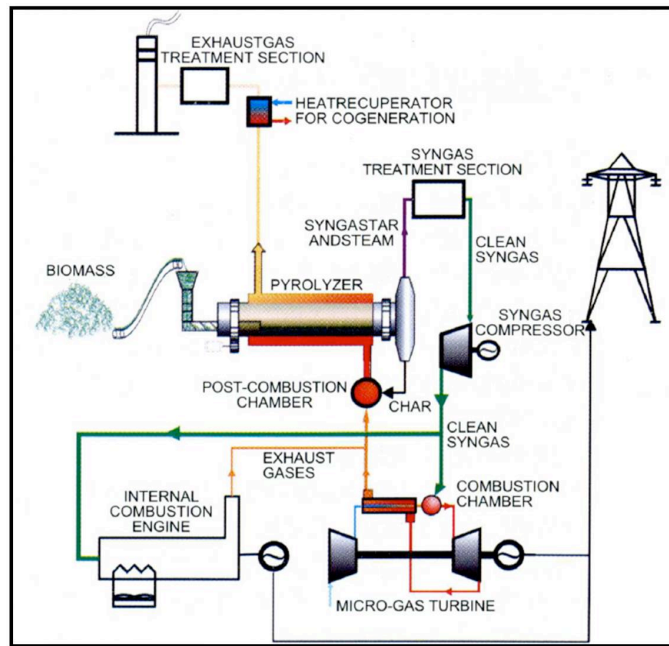 EXHAUSTGAS
TREATMENT SECTION
HEATRECUPERATOR
FOR COGENERATION
SYNGAS
TREATMENT SECTION
SYNGASTAR
ANDSTEAM
CLEAN
SYNGAS
BIOMASS
PYROLYZER
SYNGAS
COMPRESSOR
POST-COMBUSTION
CHAMBER
CHAR
CLEAN
SYNGAS
EXHAUST
GASES
INTERNAL
COMBUSTION
ENGINE
COMBUSTION
CHAMBER
MICRO-GAS TURBINE